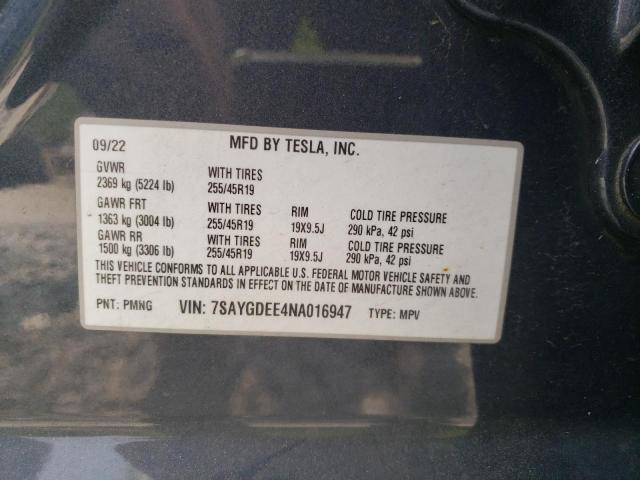 09/22 MFD BY TESLA, INC.
GVWR WITH TIRES
2369 kg (5224 lb) 255/45R19
GAWR FRT WITH TIRES RIM COLD TIRE PRESSURE
1363 kg (3004 lb) 255/45R19 19X9.5J 290 kPa, 42 psi
GAWR RR WITH TIRES RIM COLD TIRE PRESSURE
1500 kg (3306 lb) 255/45R19 19X9.5J 290 kPa, 42 psi
THIS VEHICLE CONFORMS TO ALL APPLICABLE U.S. FEDERAL MOTOR VEHICLE SAFETY AND
THEFT PREVENTION STANDARDS IN EFFECT ON THE DATE OF MANUFACTURE SHOWN ABOVE.
PNT: PMNG VIN: 7SAYGDEE4NA016947 TYPE: MPV